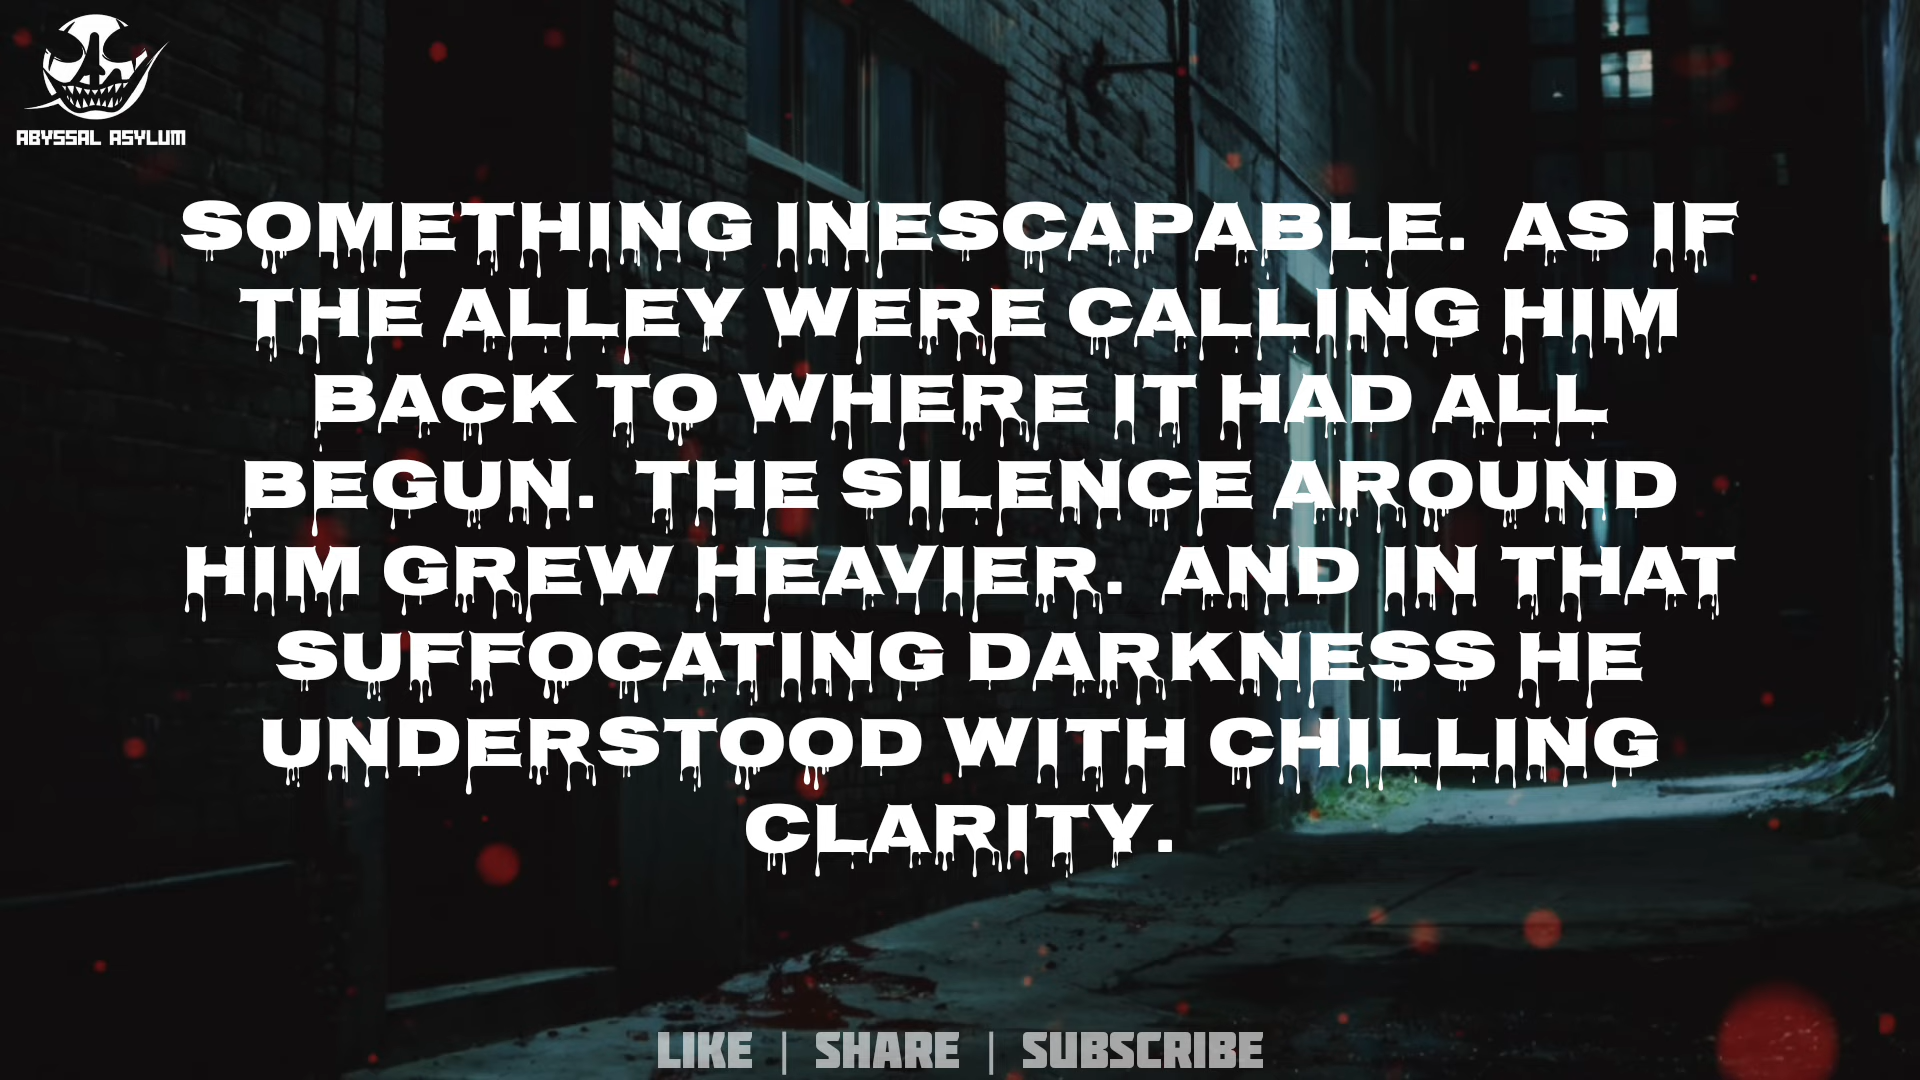 ABYSSAL ASYLUM
SOMETHING INESCAPABLE. AS IF
THE ALLEY WERE CALLING HIM
BACK TO WHERE IT HAD ALL
BEGUN. THE SILENCE AROUND
HIM GREW HEAVIER. AND IN THAT
SUFFOCATING DARKNESS HE
UNDERSTOOD WITH CHILLING
CLARITY.
LIKE | SHARE | SUBSCRIBE